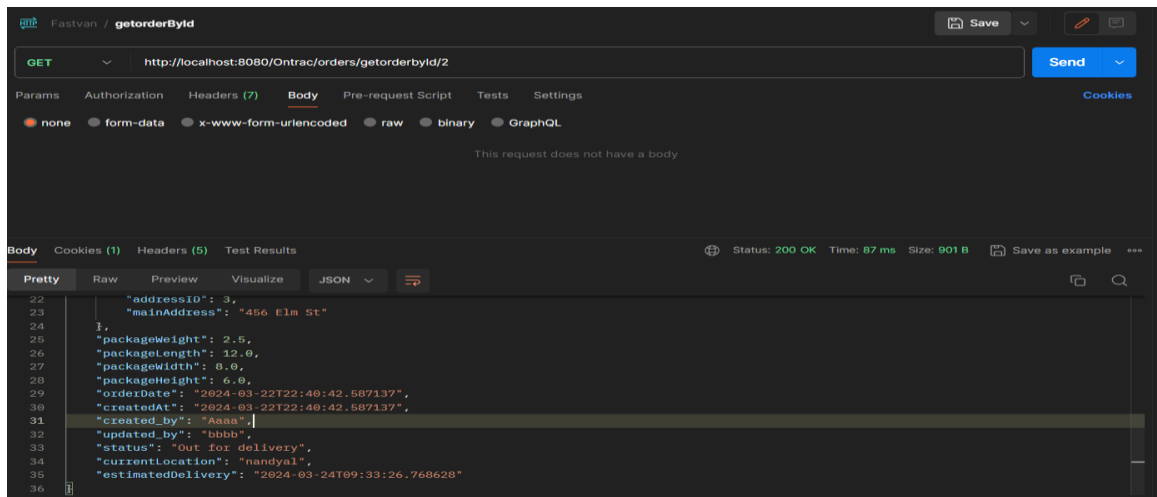 HTTP Fastvan / getorderById Save
GET http://localhost:8080/Ontrac/orders/getorderbyId/2 Send
Params Authorization Headers (7) Body Pre-request Script Tests Settings Cookies
none form-data x-www-form-urlencoded raw binary GraphQL
This request does not have a body
Body Cookies (1) Headers (5) Test Results Status: 200 OK Time: 87 ms Size: 901 B Save as example
Pretty Raw Preview Visualize JSON
22 "addressID": 3,
23 "mainAddress": "456 Elm St"
24 },
25 "packageWeight": 2.5,
26 "packageLength": 12.0,
27 "packageWidth": 8.0,
28 "packageHeight": 6.0,
29 "orderDate": "2024-03-22T22:40:42.587137",
30 "createdAt": "2024-03-22T22:40:42.587137",
31 "created_by": "Aaaa",
32 "updated_by": "bbbb",
33 "status": "Out for delivery",
34 "currentLocation": "nandyal",
35 "estimatedDelivery": "2024-03-24T09:33:26.768628"
36 }